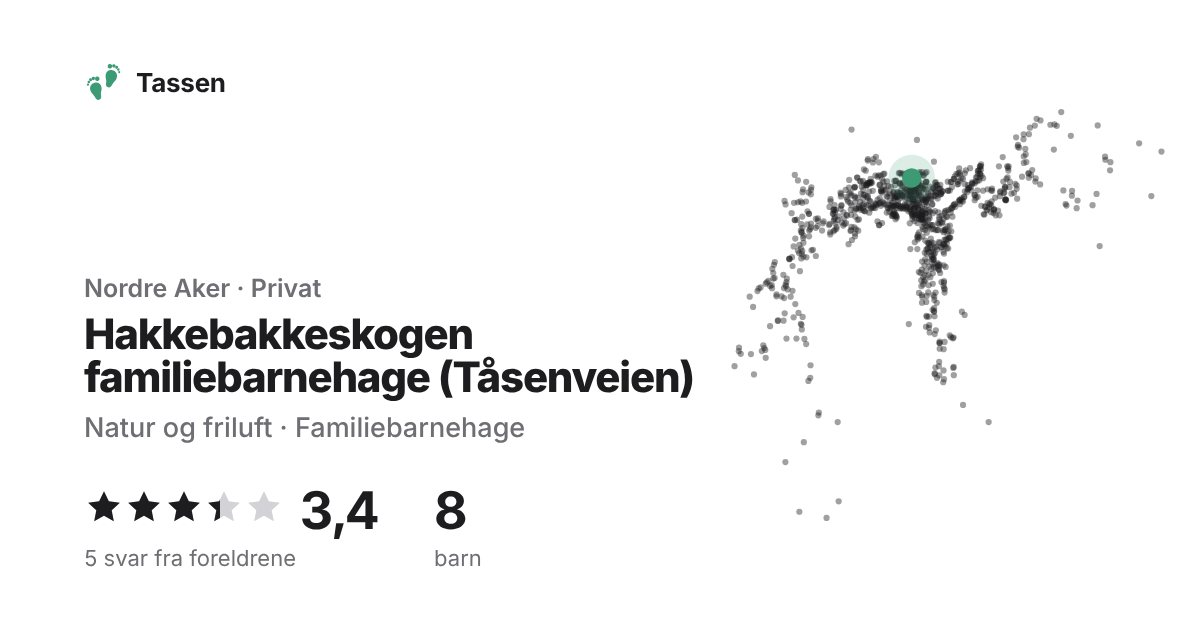 Tassen
Nordre Aker · Privat
Hakkebakkeskogen
familiebarnehage (Tåsenveien)
Natur og friluft · Familiebarnehage
3,4
8
5 svar fra foreldrene
barn